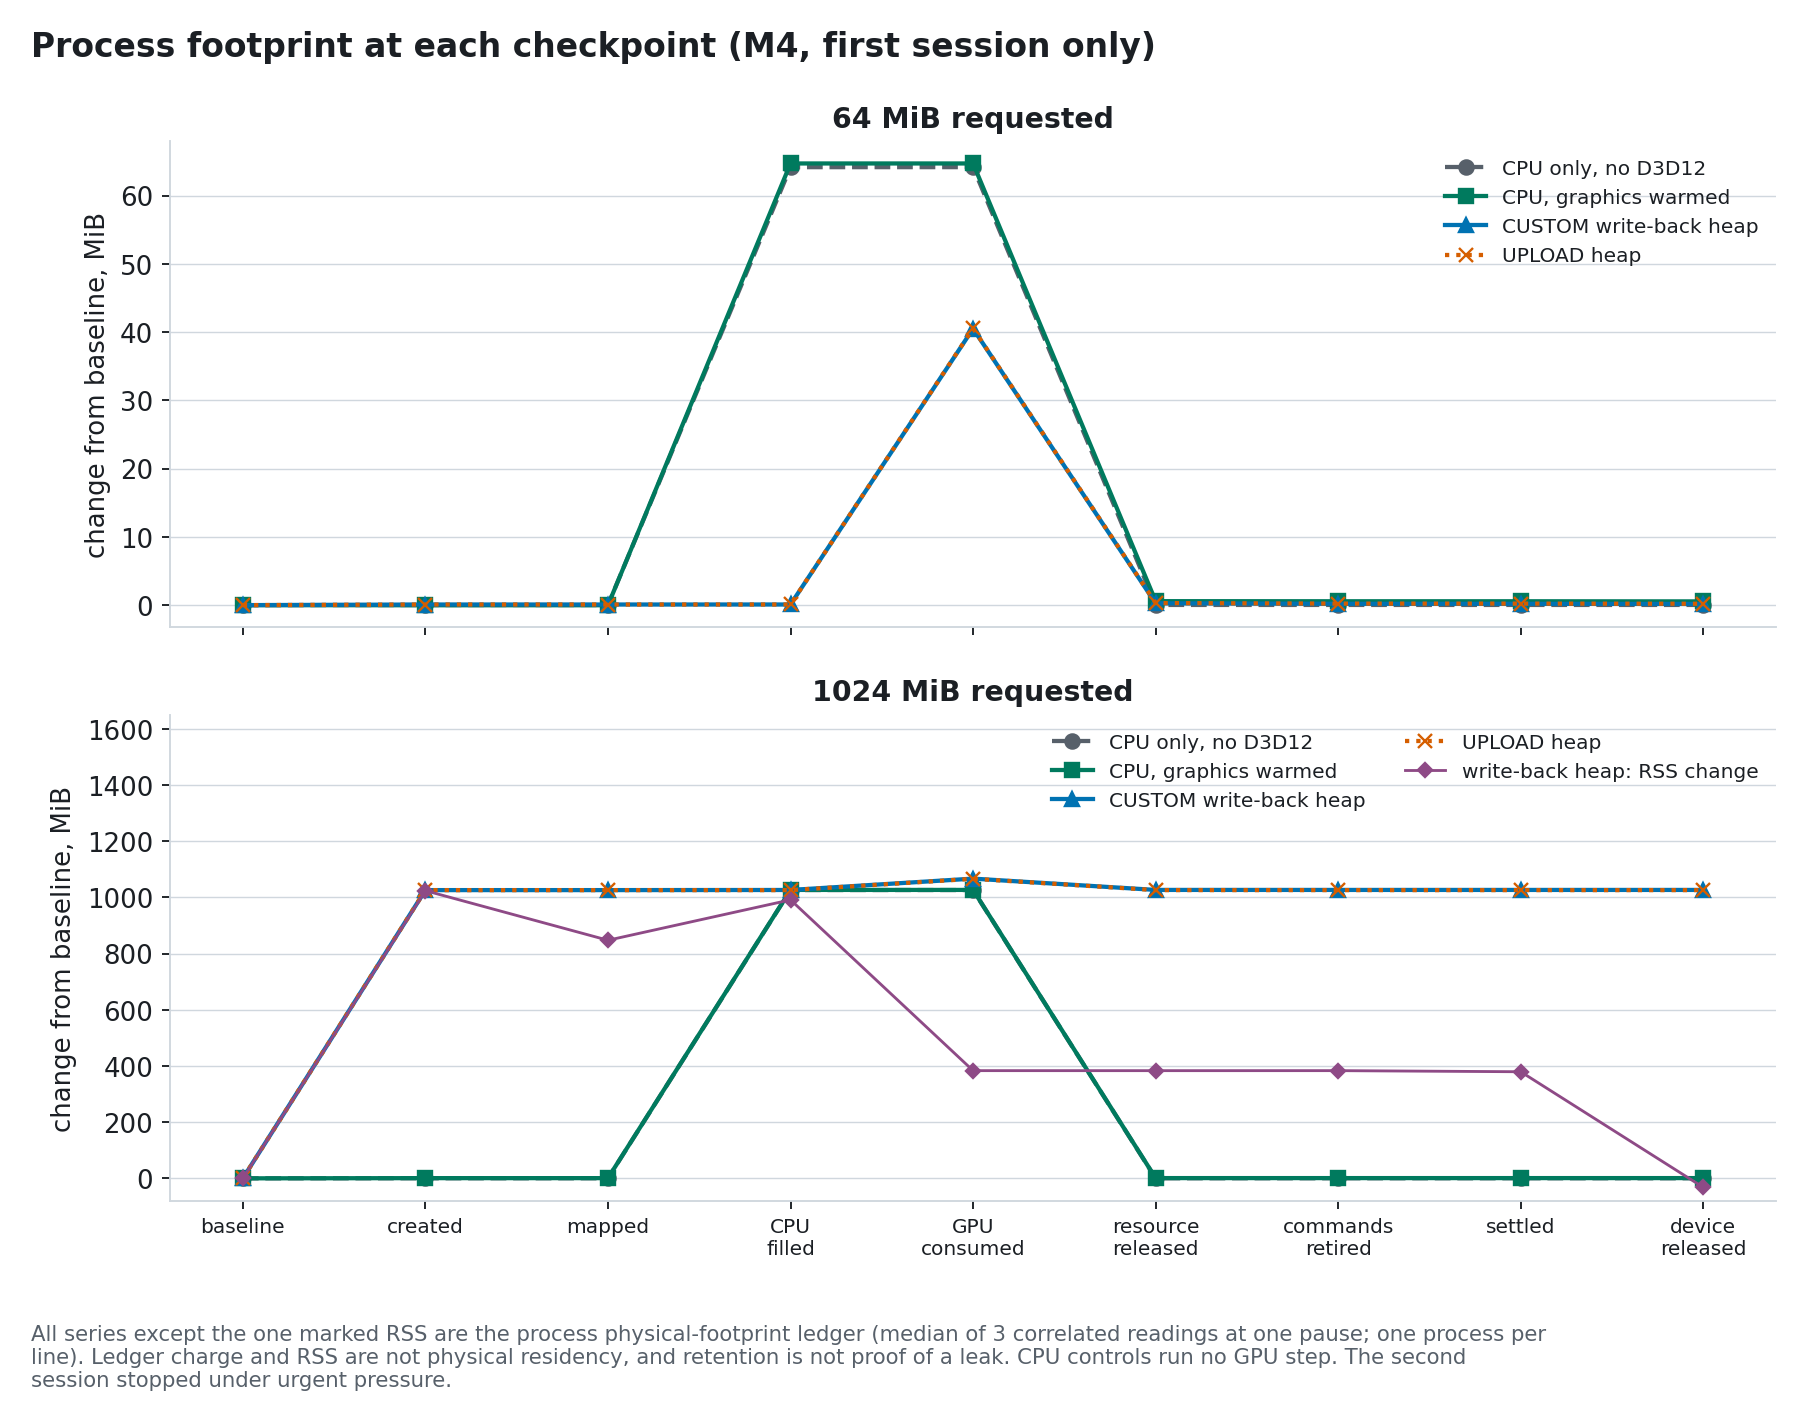 Process footprint at each checkpoint (M4, first session only)
64 MiB requested
change from baseline, MiB
60
50
40
30
20
10
0
CPU only, no D3D12
CPU, graphics warmed
CUSTOM write-back heap
UPLOAD heap
1024 MiB requested
change from baseline, MiB
1600
1400
1200
1000
800
600
400
200
0
CPU only, no D3D12
CPU, graphics warmed
CUSTOM write-back heap
UPLOAD heap
write-back heap: RSS change
baseline
created
mapped
CPU
filled
GPU
consumed
resource
released
commands
retired
settled
device
released
All series except the one marked RSS are the process physical-footprint ledger (median of 3 correlated readings at one pause; one process per
line). Ledger charge and RSS are not physical residency, and retention is not proof of a leak. CPU controls run no GPU step. The second
session stopped under urgent pressure.